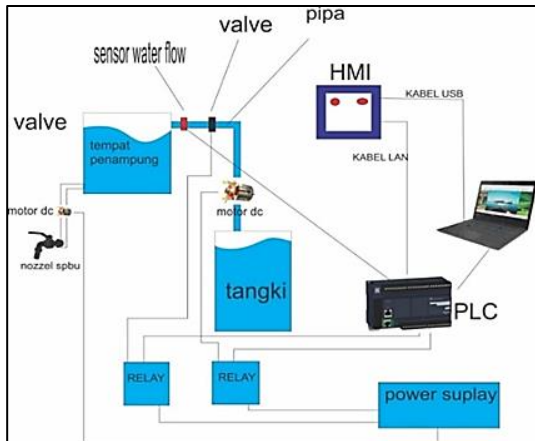 pipa
valve
sensor water flow
HMI
KABEL USB
valve
tempat
penampung
KABEL LAN
motor dc
motor dc
nozzel spbu
tangki
PLC
RELAY
RELAY
power suplay